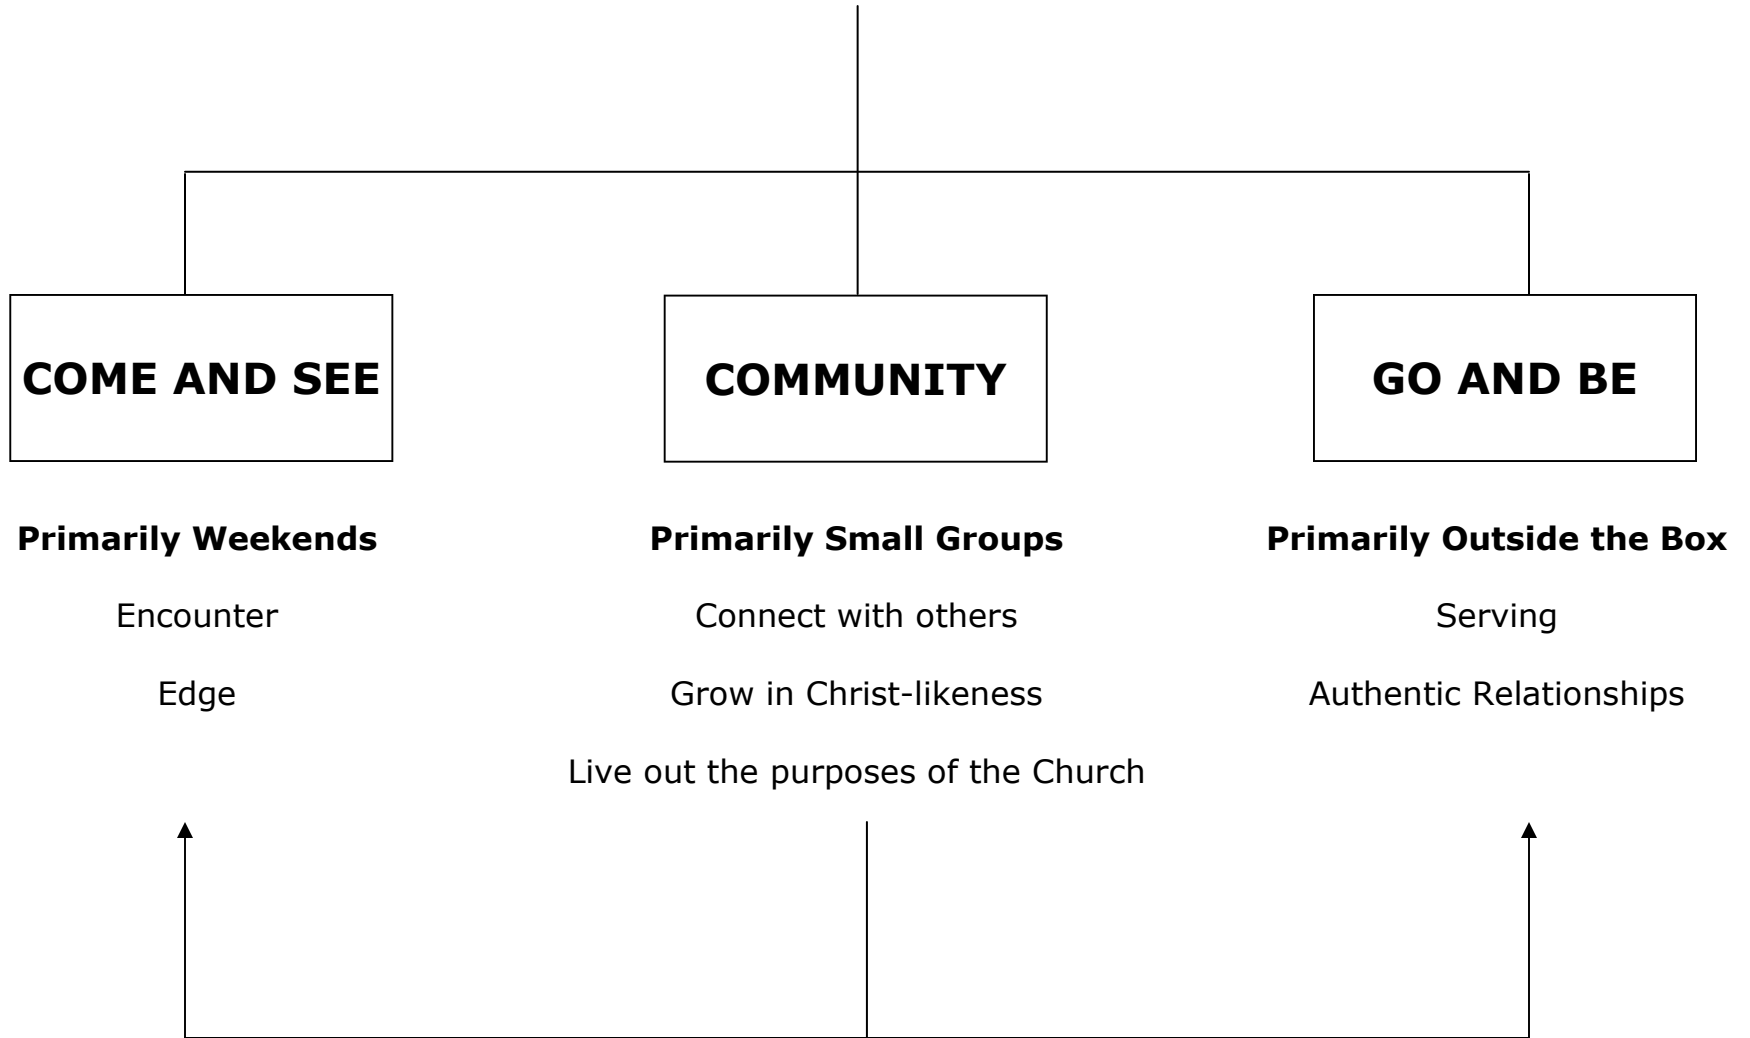 COME AND SEE
Primarily Weekends
Encounter
Edge
COMMUNITY
Primarily Small Groups
Connect with others
Grow in Christ-likeness
Live out the purposes of the Church
GO AND BE
Primarily Outside the Box
Serving
Authentic Relationships